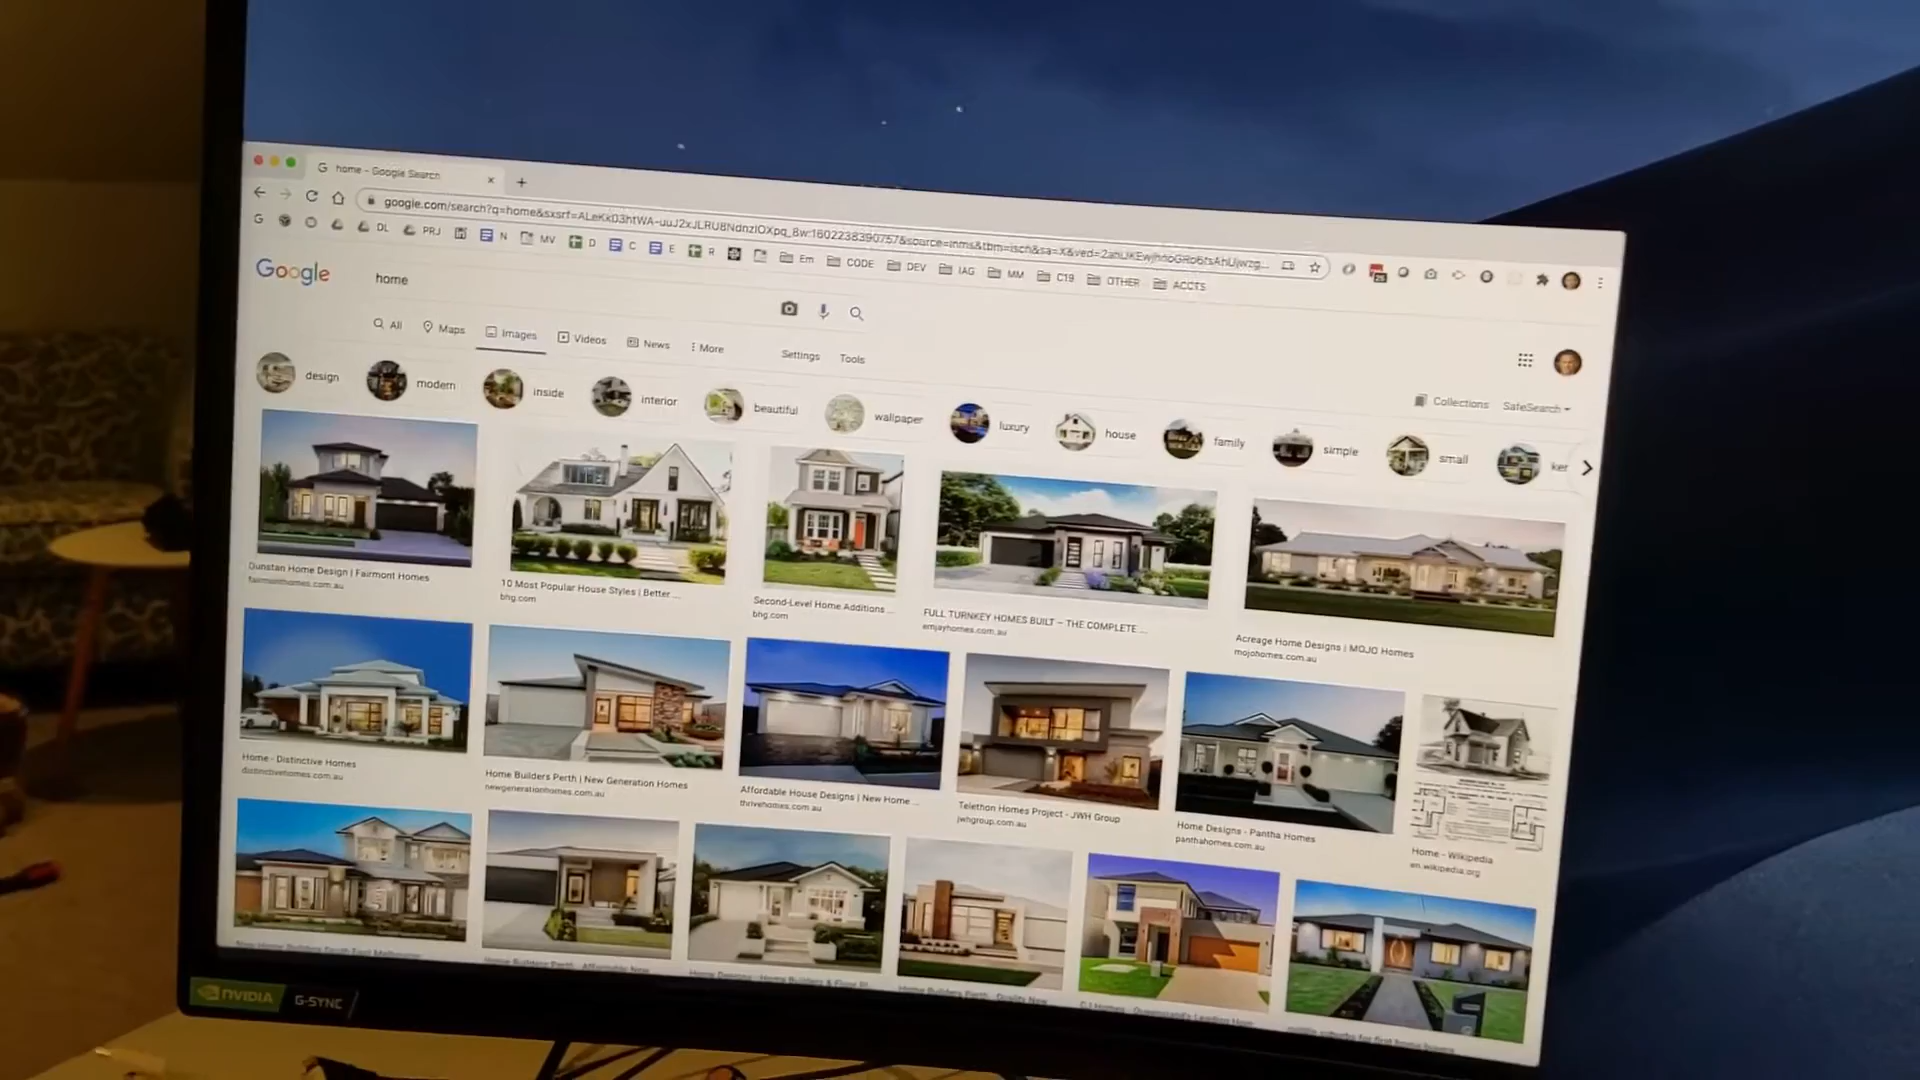 home - Google Search
google.com/search?q=home&sxsrf=
DL
PRJ
N
MV
D
C
E
R
Em
CODE
DEV
IAG
MM
C19
OTHER
ACCTS
Google
home
All
Maps
Images
Videos
News
More
Settings
Tools
Collections
SafeSearch
design
modern
inside
interior
beautiful
wallpaper
luxury
house
family
simple
small
ker
Dunstan Home Design | Fairmont Homes
fairmonthomes.com.au
10 Most Popular House Styles | Better ...
bhg.com
Second-Level Home Additions ...
bhg.com
FULL TURNKEY HOMES BUILT – THE COMPLETE ...
emjayhomes.com.au
Acreage Home Designs | MOJO Homes
mojohomes.com.au
Home - Distinctive Homes
distinctivehomes.com.au
Home Builders Perth | New Generation Homes
newgenerationhomes.com.au
Affordable House Designs | New Home ...
thrivehomes.com.au
Telethon Homes Project - JWH Group
jwhgroup.com.au
Home Designs - Pantha Homes
panthahomes.com.au
Home - Wikipedia
en.wikipedia.org
NVIDIA
G-SYNC